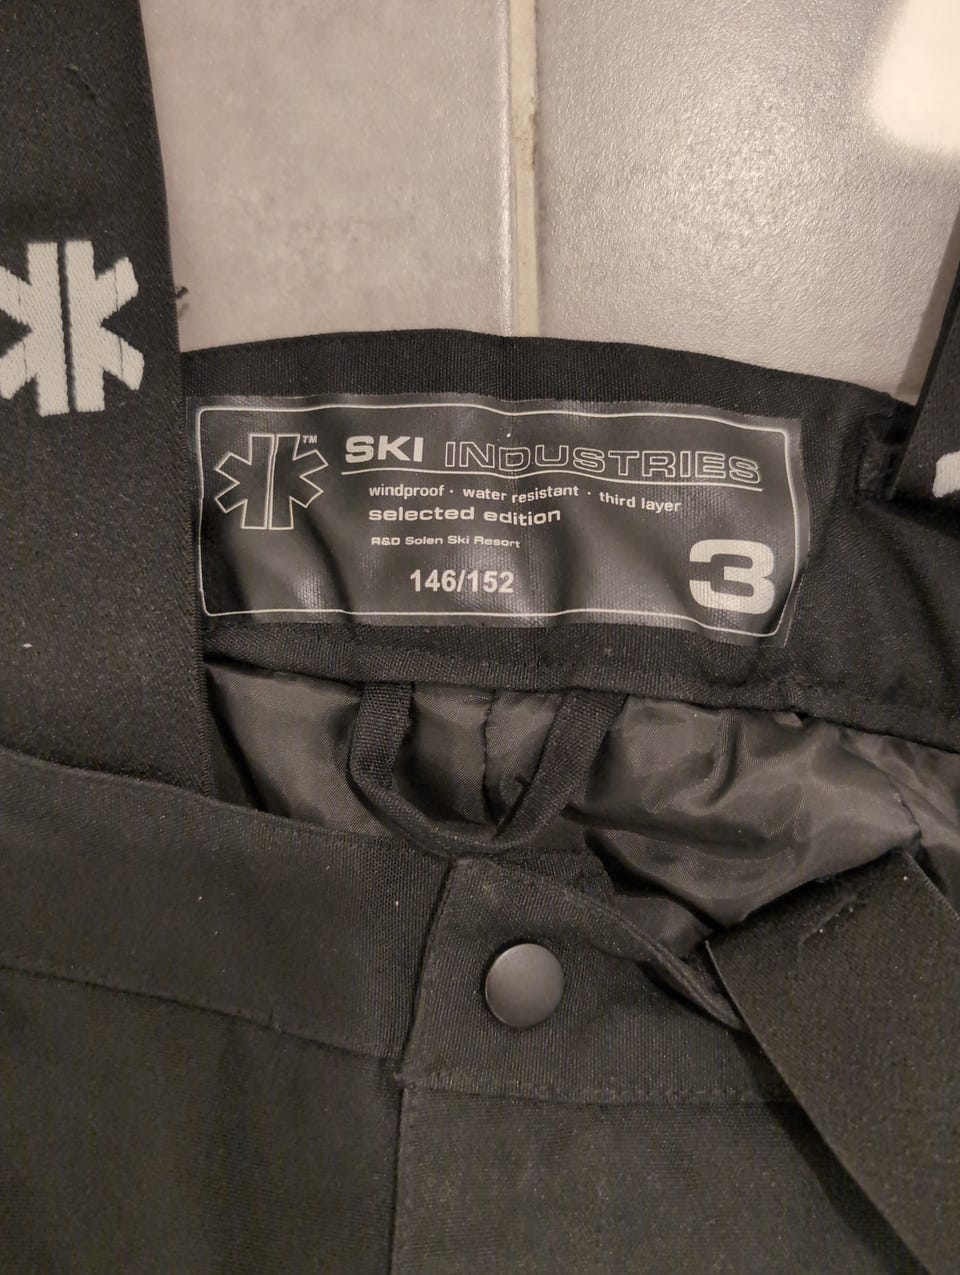 ™ SKI INDUSTRIES
windproof · water resistant · third layer
selected edition
R&D Solen Ski Resort
146/152
3